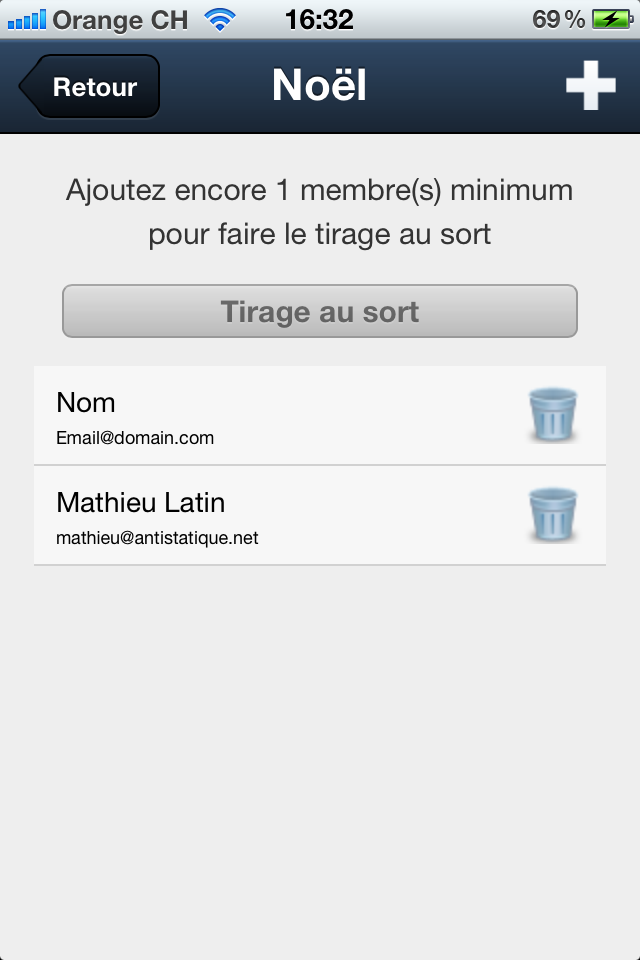 Orange CH 16:32 69 %
Retour Noël
Ajoutez encore 1 membre(s) minimum
pour faire le tirage au sort
Tirage au sort
Nom
Email@domain.com
Mathieu Latin
mathieu@antistatique.net